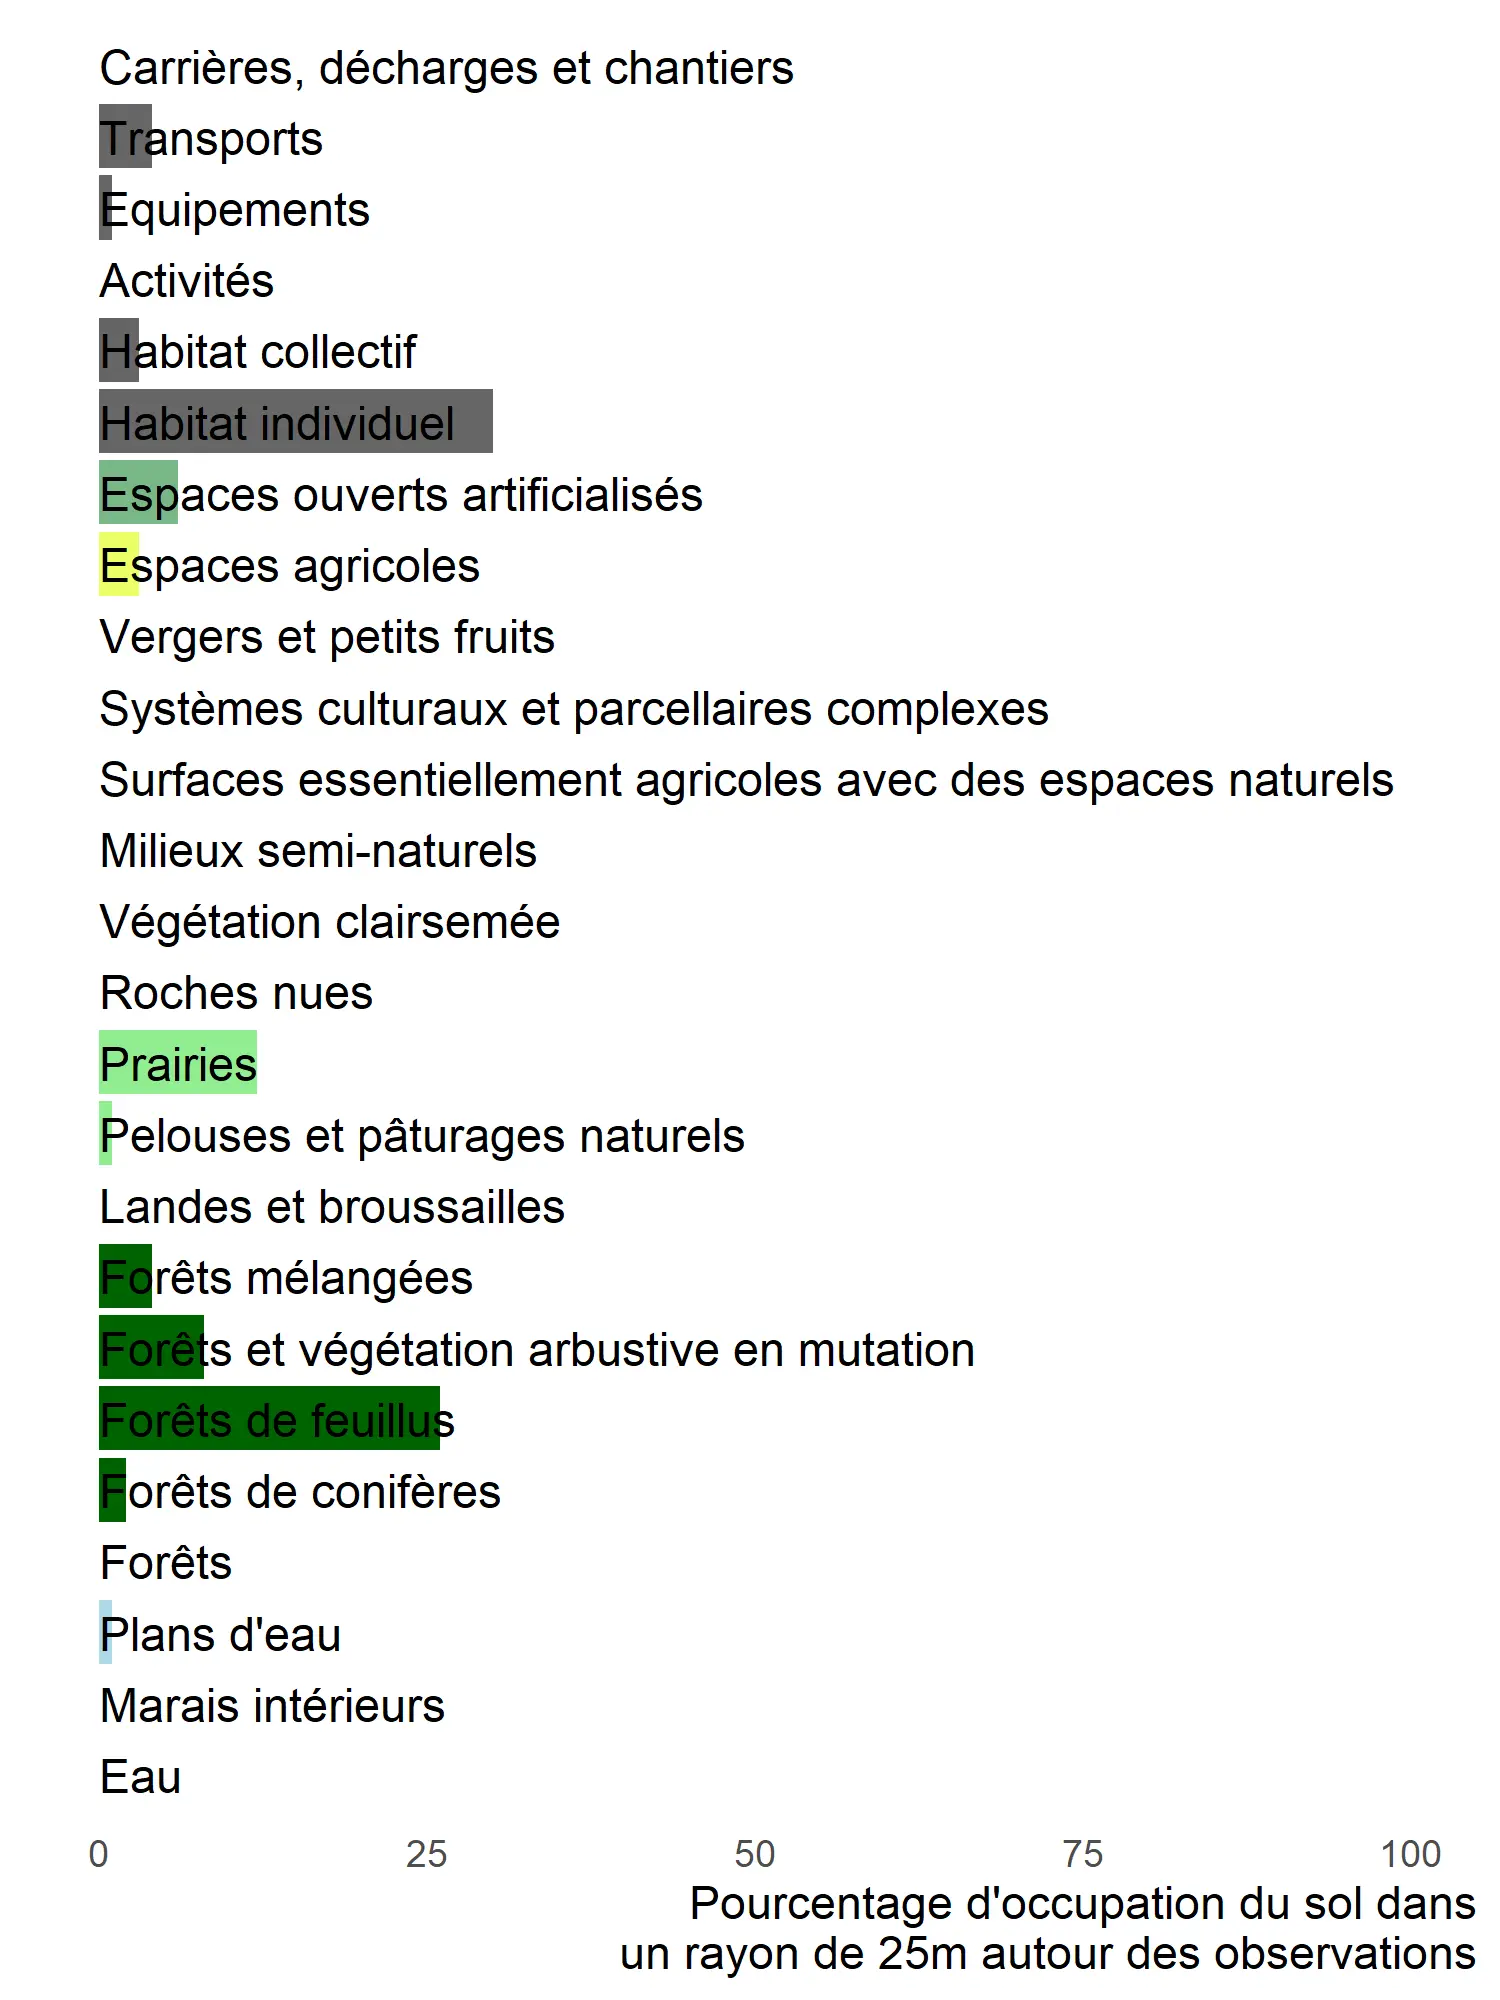 Carrières, décharges et chantiers
Transports
Equipements
Activités
Habitat collectif
Habitat individuel
Espaces ouverts artificialisés
Espaces agricoles
Vergers et petits fruits
Systèmes culturaux et parcellaires complexes
Surfaces essentiellement agricoles avec des espaces naturels
Milieux semi-naturels
Végétation clairsemée
Roches nues
Prairies
Pelouses et pâturages naturels
Landes et broussailles
Forêts mélangées
Forêts et végétation arbustive en mutation
Forêts de feuillus
Forêts de conifères
Forêts
Plans d'eau
Marais intérieurs
Eau
0 25 50 75 100
Pourcentage d'occupation du sol dans
un rayon de 25m autour des observations